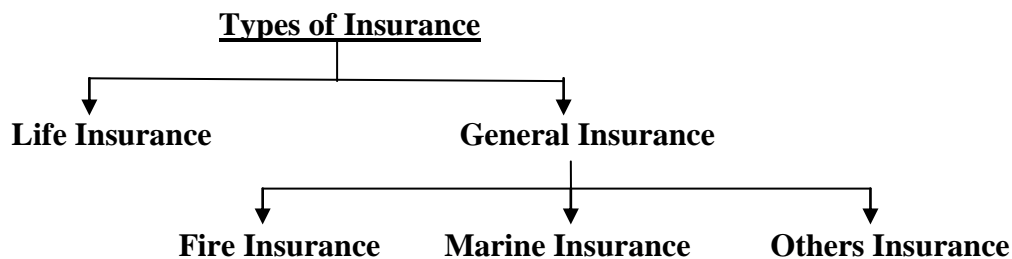 Types of Insurance
Life Insurance General Insurance
Fire Insurance Marine Insurance Others Insurance